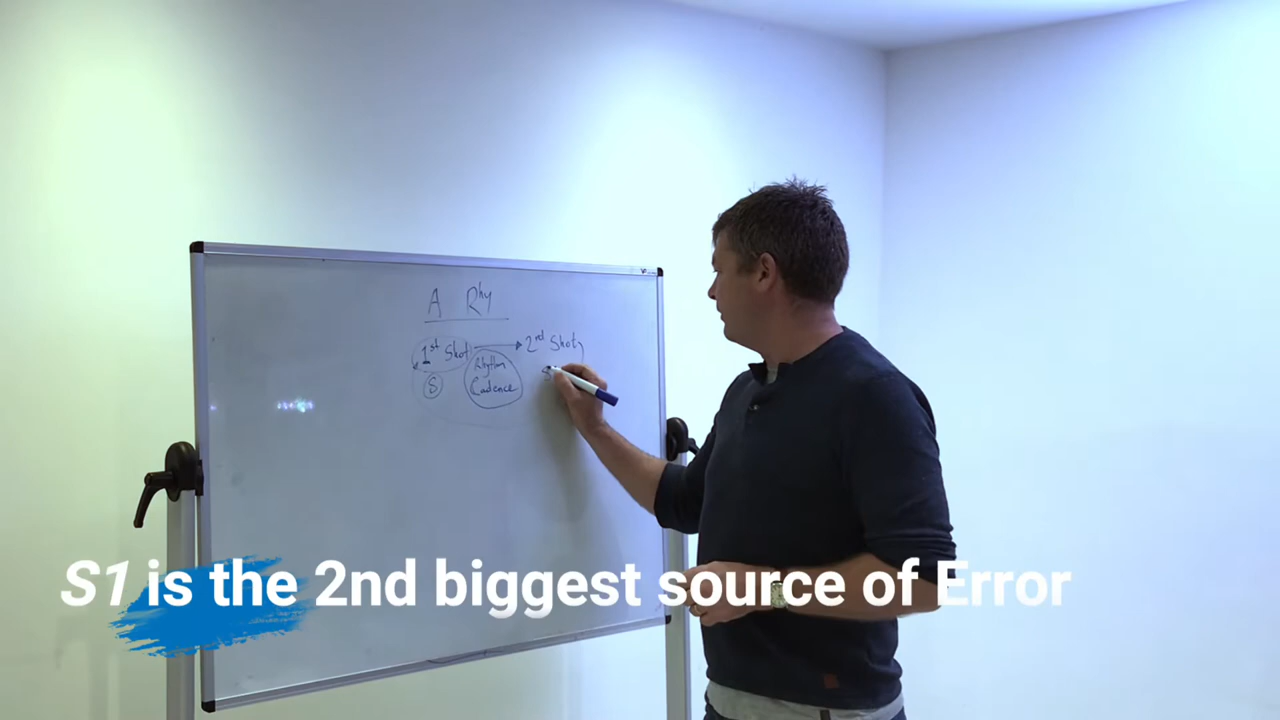 A Rhy
1st Shot → 2nd Shot
S
Rhythm
Cadence
S1 is the 2nd biggest source of Error